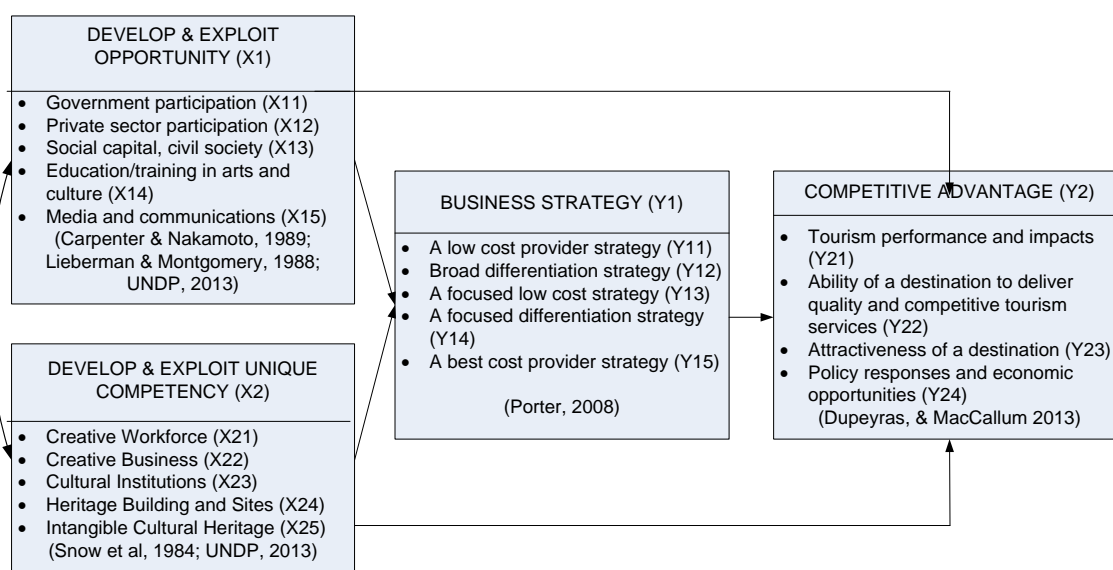 DEVELOP & EXPLOIT
OPPORTUNITY (X1)
• Government participation (X11)
• Private sector participation (X12)
• Social capital, civil society (X13)
• Education/training in arts and
culture (X14)
• Media and communications (X15)
(Carpenter & Nakamoto, 1989;
Lieberman & Montgomery, 1988;
UNDP, 2013)
DEVELOP & EXPLOIT UNIQUE
COMPETENCY (X2)
• Creative Workforce (X21)
• Creative Business (X22)
• Cultural Institutions (X23)
• Heritage Building and Sites (X24)
• Intangible Cultural Heritage (X25)
(Snow et al, 1984; UNDP, 2013)
BUSINESS STRATEGY (Y1)
• A low cost provider strategy (Y11)
• Broad differentiation strategy (Y12)
• A focused low cost strategy (Y13)
• A focused differentiation strategy
(Y14)
• A best cost provider strategy (Y15)
(Porter, 2008)
COMPETITIVE ADVANTAGE (Y2)
• Tourism performance and impacts
(Y21)
• Ability of a destination to deliver
quality and competitive tourism
services (Y22)
• Attractiveness of a destination (Y23)
• Policy responses and economic
opportunities (Y24)
(Dupeyras, & MacCallum 2013)